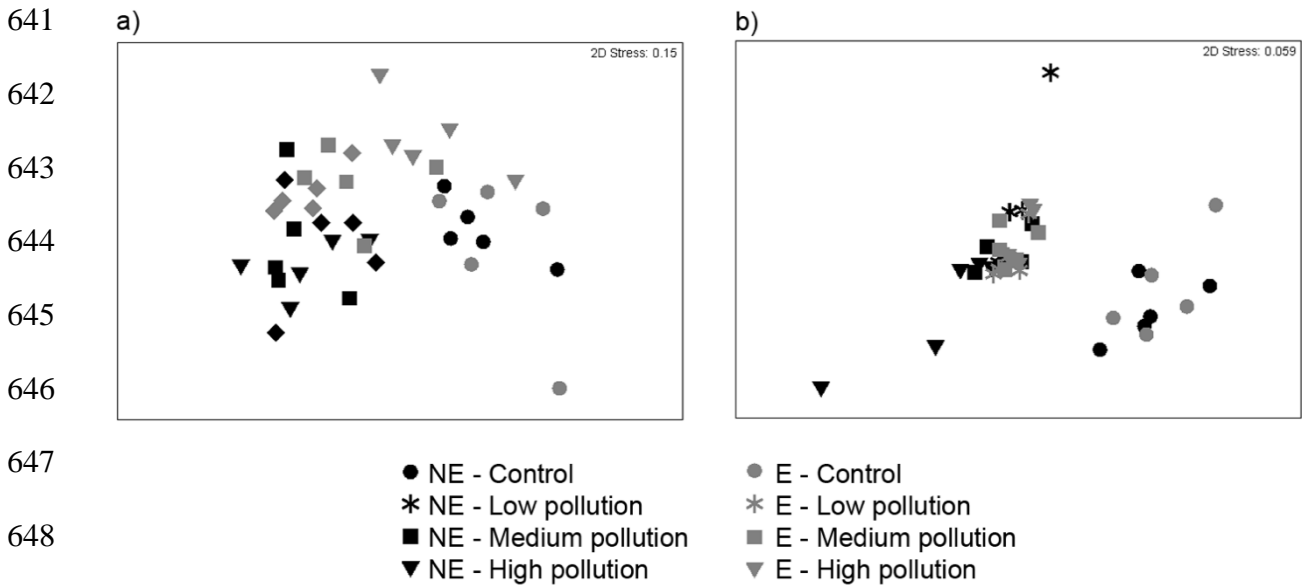 641
a) b)
2D Stress: 0.15 2D Stress: 0.059
642
643
644
645
646
647
NE - Control E - Control
NE - Low pollution E - Low pollution
648
NE - Medium pollution E - Medium pollution
NE - High pollution E - High pollution